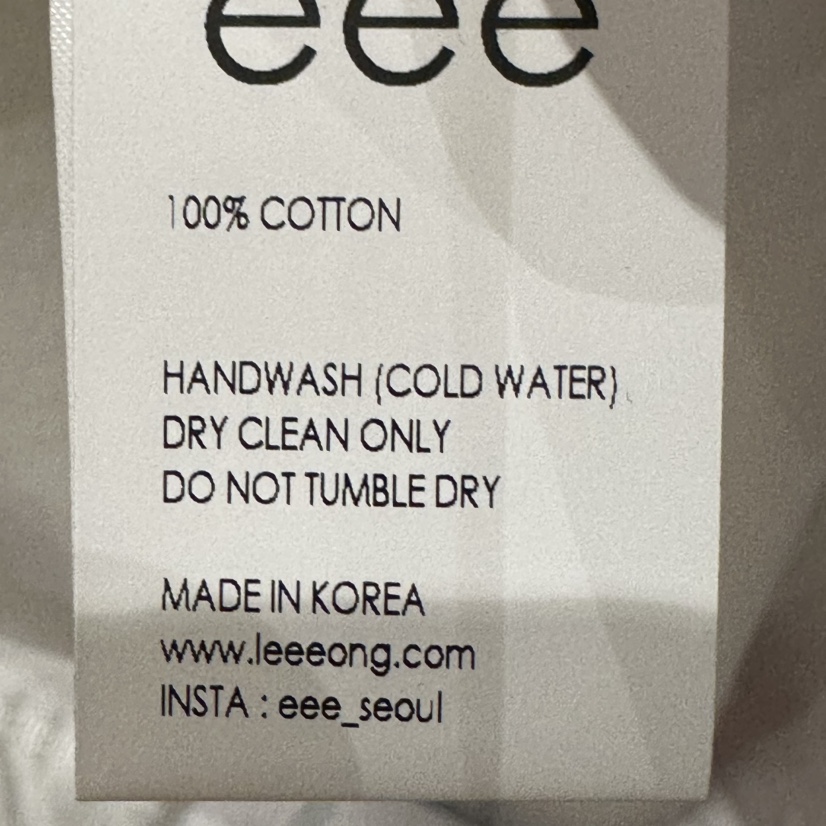 eee
100% COTTON
HANDWASH (COLD WATER)
DRY CLEAN ONLY
DO NOT TUMBLE DRY
MADE IN KOREA
www.leeeong.com
INSTA : eee_seoul